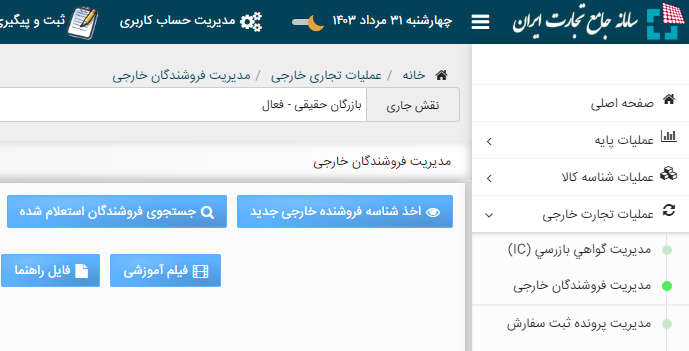 سامانه جامع تجارت ایران
چهارشنبه ۳۱ مرداد ۱۴۰۳
مدیریت حساب کاربری
ثبت و پیگیری
صفحه اصلی
عملیات پایه
عملیات شناسه کالا
عملیات تجارت خارجی
مدیریت گواهي بازرسي (IC)
مدیریت فروشندگان خارجی
مدیریت پرونده ثبت سفارش
خانه / عملیات تجاری خارجی / مدیریت فروشندگان خارجی
نقش جاری بازرگان حقیقی - فعال
مدیریت فروشندگان خارجی
اخذ شناسه فروشنده خارجی جدید
جستجوی فروشندگان استعلام شده
فیلم آموزشی
فایل راهنما